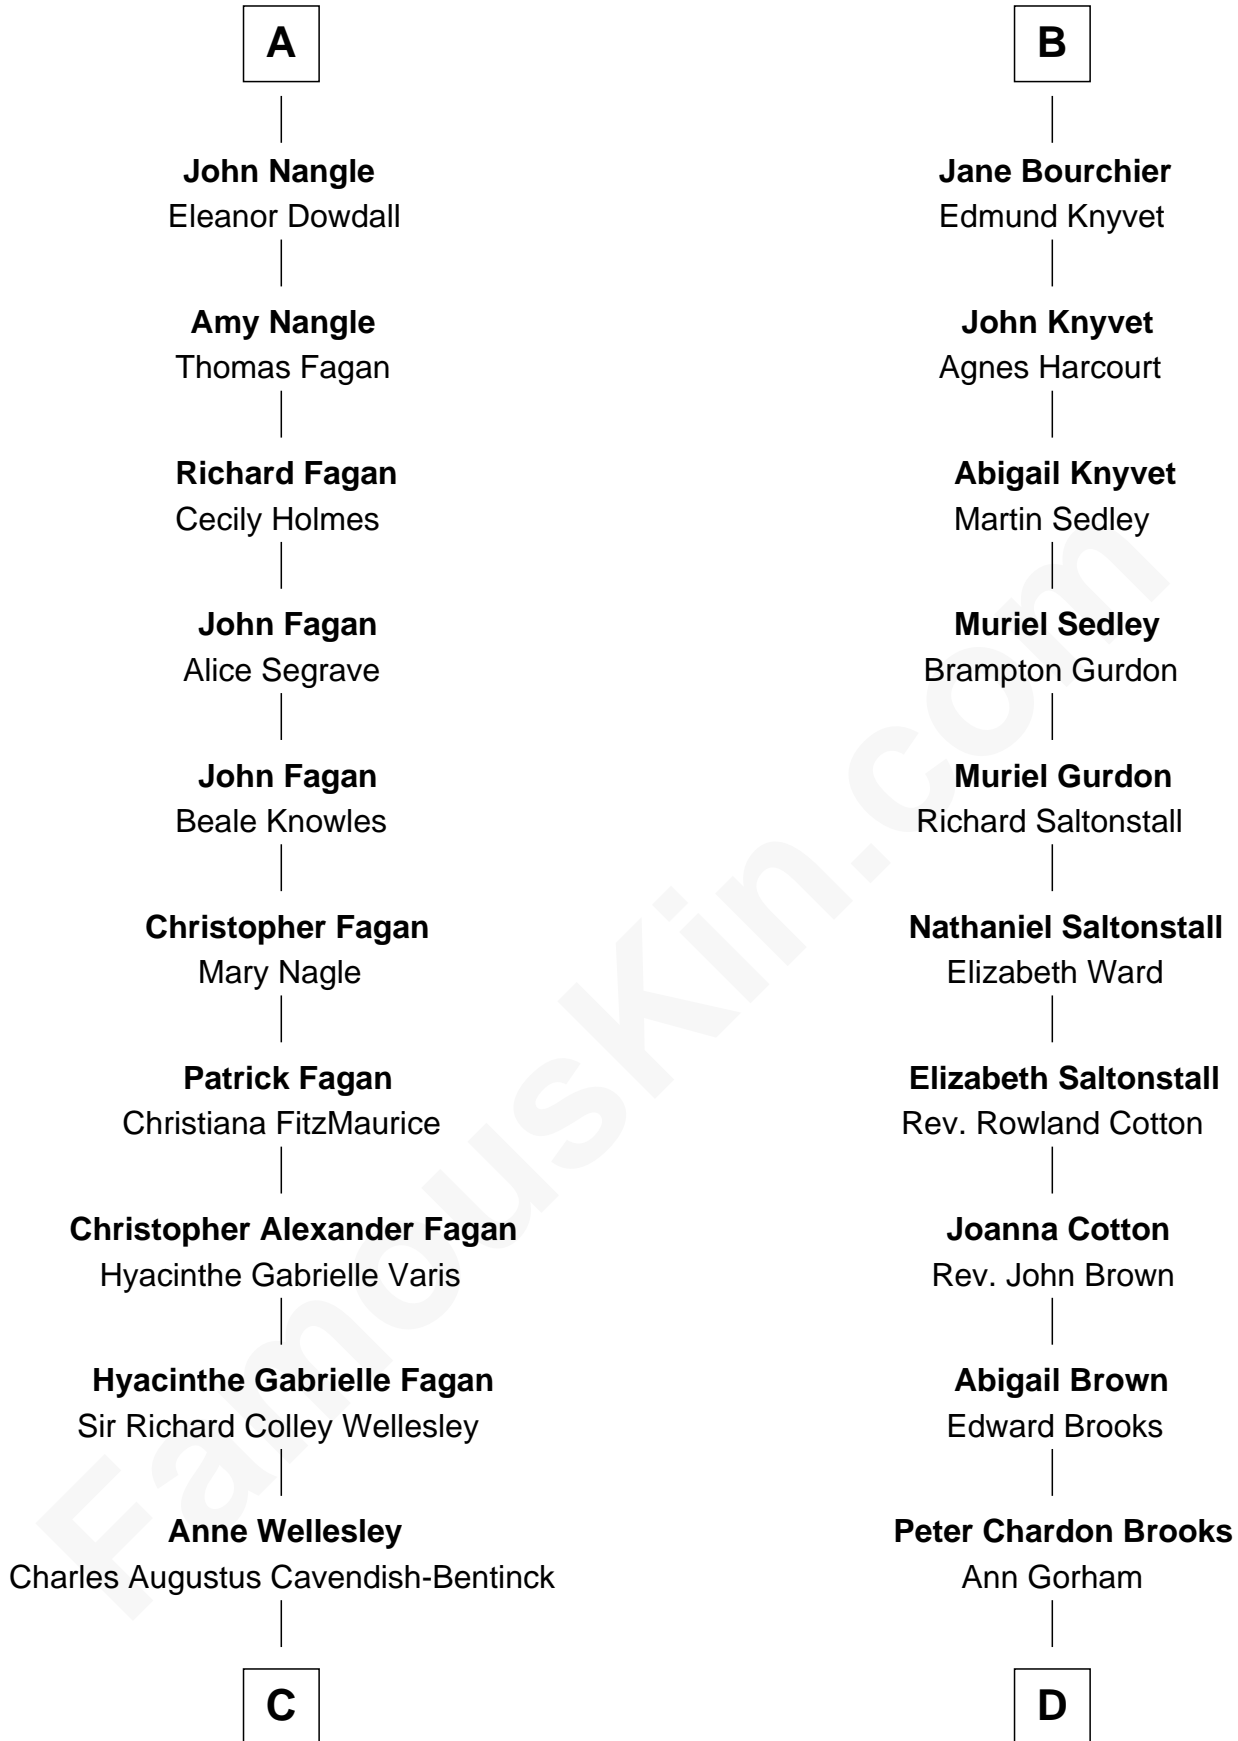 A
John Nangle
Eleanor Dowdall
Amy Nangle
Thomas Fagan
Richard Fagan
Cecily Holmes
John Fagan
Alice Segrave
John Fagan
Beale Knowles
Christopher Fagan
Mary Nagle
Patrick Fagan
Christiana FitzMaurice
Christopher Alexander Fagan
Hyacinthe Gabrielle Varis
Hyacinthe Gabrielle Fagan
Sir Richard Colley Wellesley
Anne Wellesley
Charles Augustus Cavendish-Bentinck
C
B
Jane Bourchier
Edmund Knyvet
John Knyvet
Agnes Harcourt
Abigail Knyvet
Martin Sedley
Muriel Sedley
Brampton Gurdon
Muriel Gurdon
Richard Saltonstall
Nathaniel Saltonstall
Elizabeth Ward
Elizabeth Saltonstall
Rev. Rowland Cotton
Joanna Cotton
Rev. John Brown
Abigail Brown
Edward Brooks
Peter Chardon Brooks
Ann Gorham
D
FamousKin.com